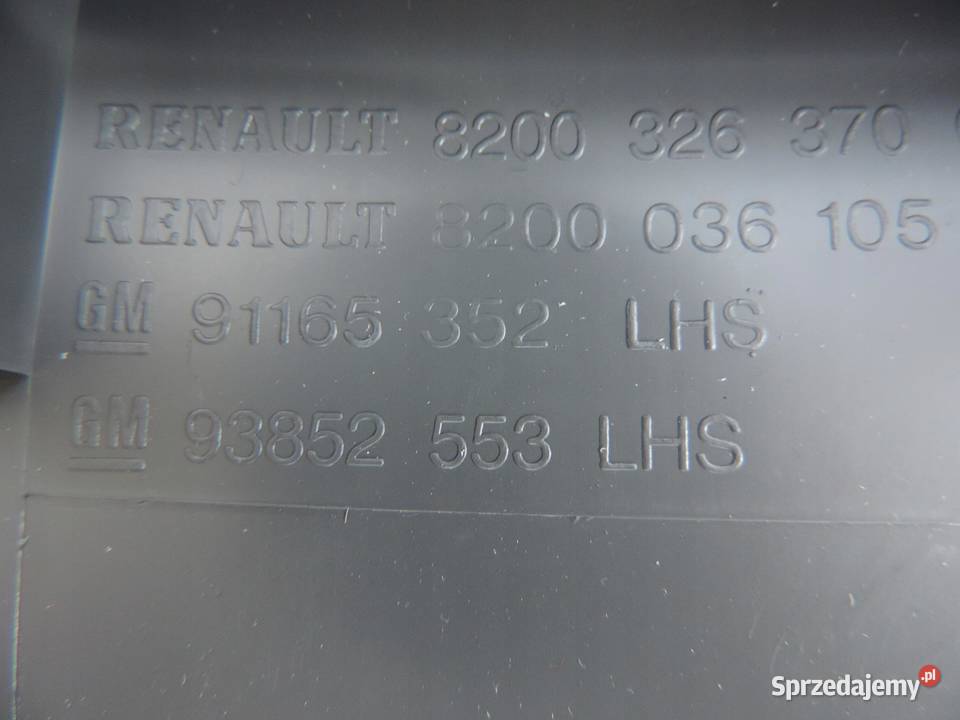 RENAULT 8200 326 370
RENAULT 8200 036 105
GM 91165 352 LHS
GM 93852 553 LHS
Sprzedajemy.pl